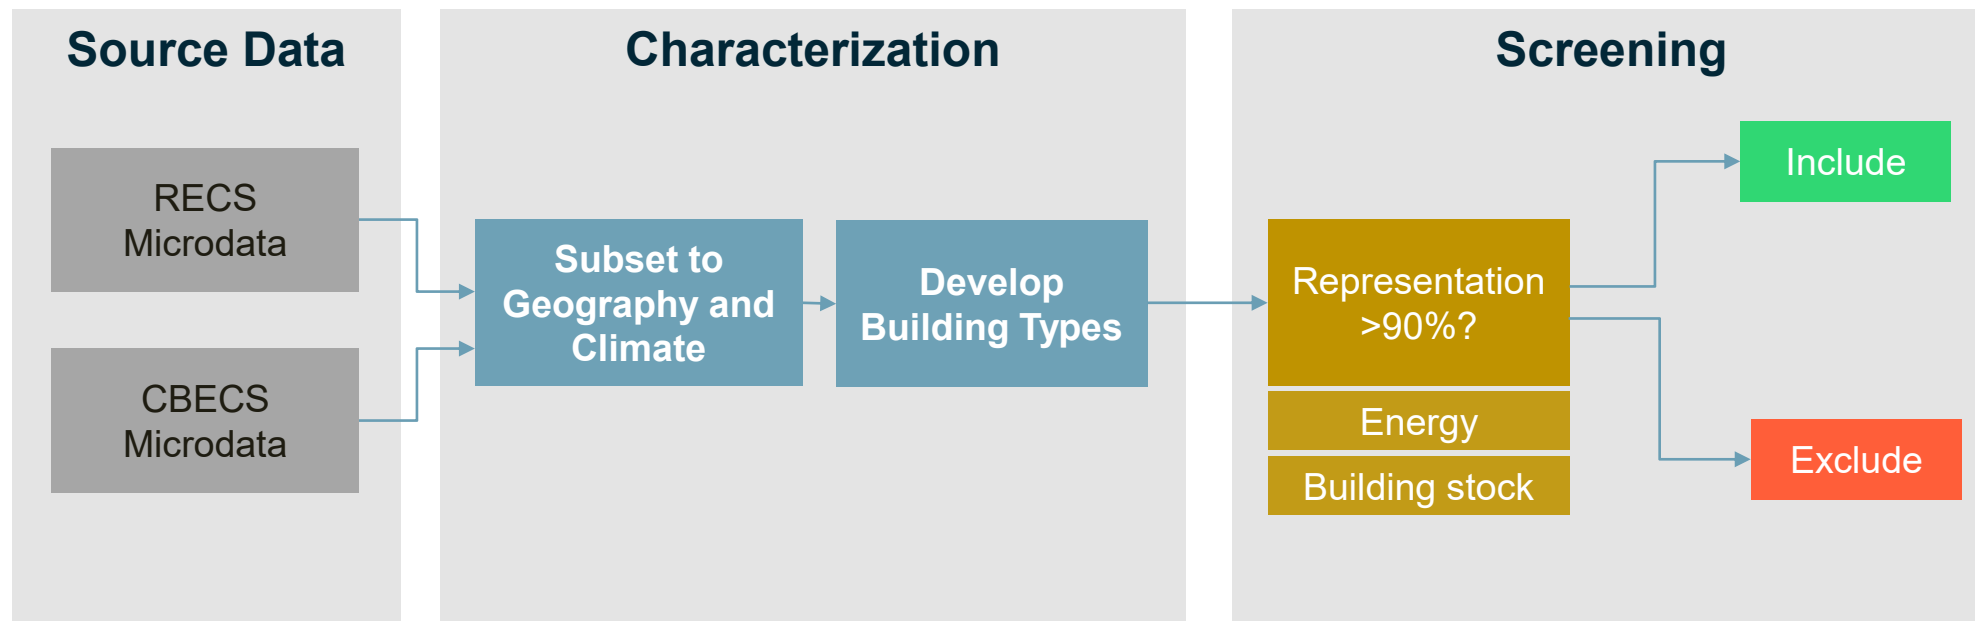 Source Data
RECS
Microdata
CBECS
Microdata
Characterization
Subset to
Geography and
Climate
Develop
Building Types
Screening
Representation
>90%?
Energy
Building stock
Include
Exclude